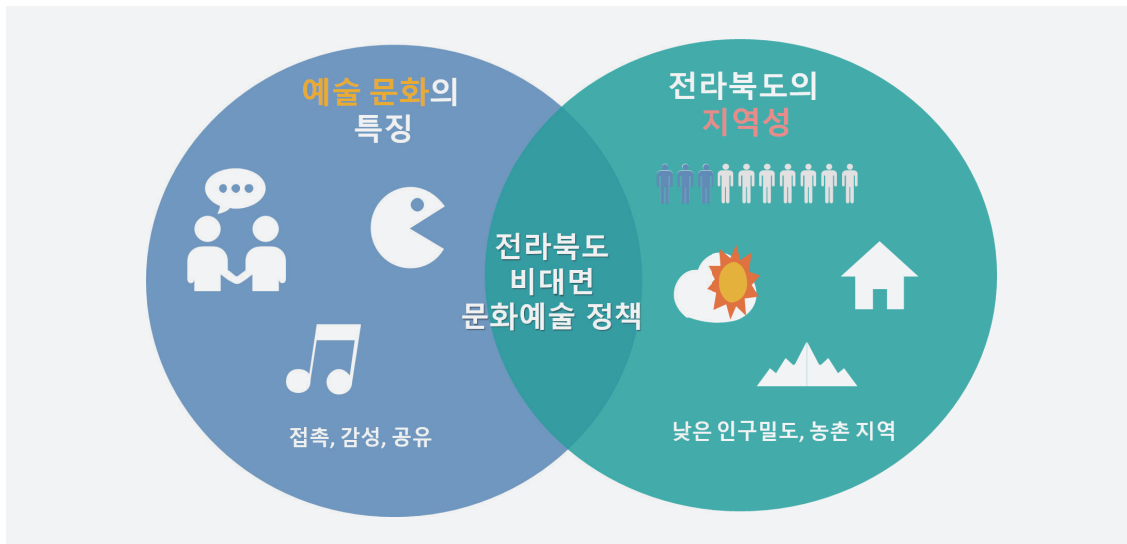 예술 문화의
특징
접촉, 감성, 공유
전라북도
비대면
문화예술 정책
전라북도의
지역성
낮은 인구밀도, 농촌 지역